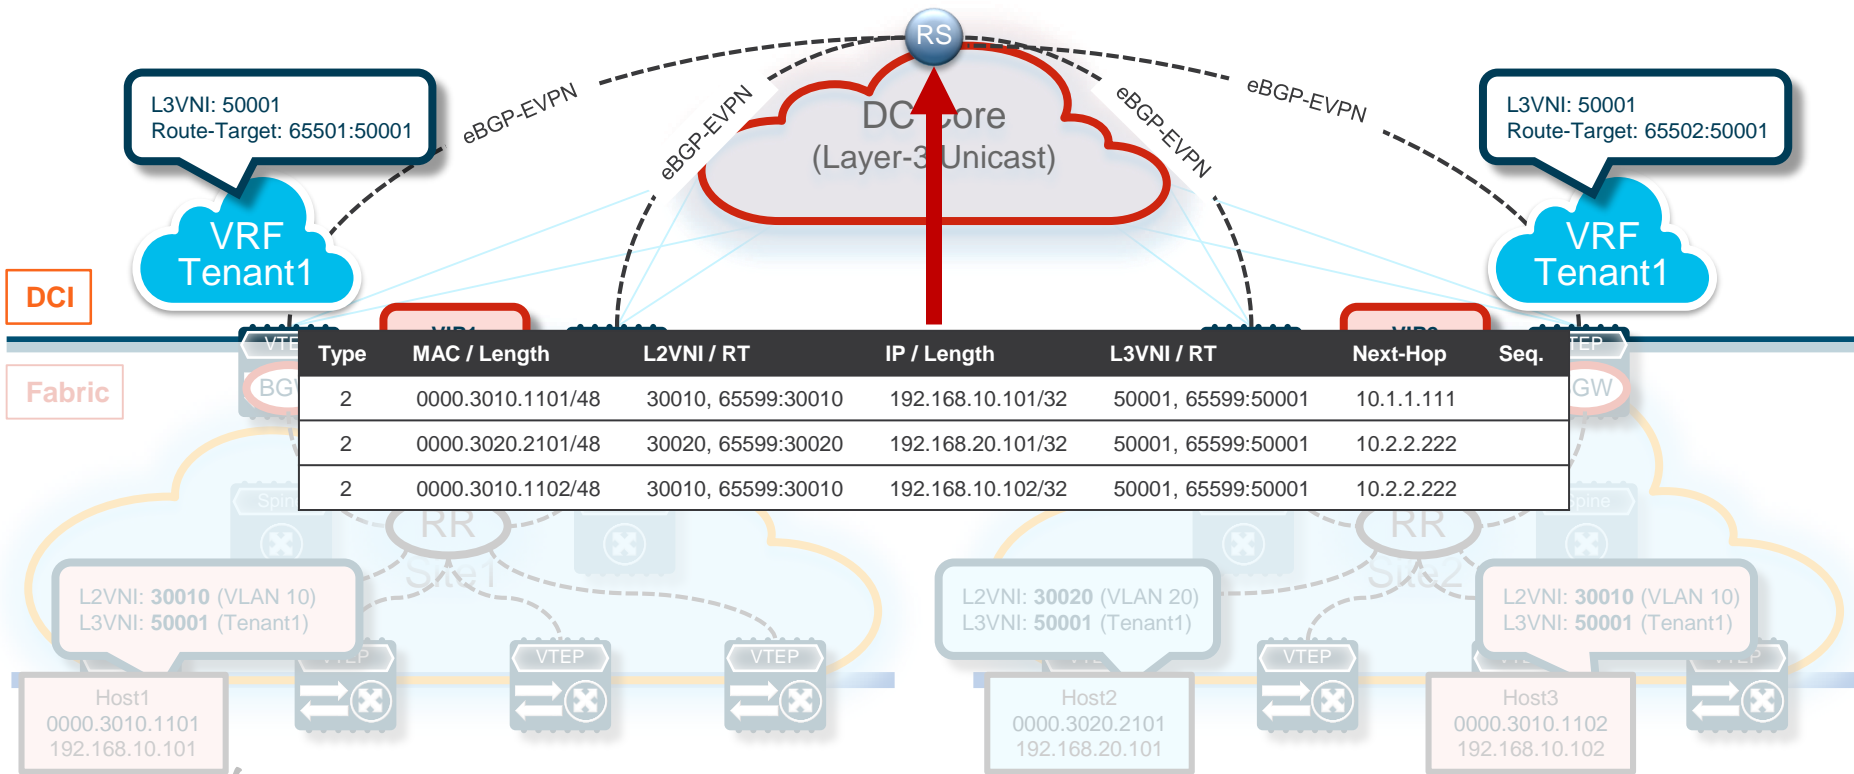 RS
eBGP-EVPN
eBGP-EVPN
eBGP-EVPN
eBGP-EVPN
L3VNI: 50001
Route-Target: 65501:50001
DC Core
(Layer-3 Unicast)
L3VNI: 50001
Route-Target: 65502:50001
VRF
Tenant1
VRF
Tenant1
DCI
Fabric
Type MAC / Length L2VNI / RT IP / Length L3VNI / RT Next-Hop Seq.
2 0000.3010.1101/48 30010, 65599:30010 192.168.10.101/32 50001, 65599:50001 10.1.1.111
2 0000.3020.2101/48 30020, 65599:30020 192.168.20.101/32 50001, 65599:50001 10.2.2.222
2 0000.3010.1102/48 30010, 65599:30010 192.168.10.102/32 50001, 65599:50001 10.2.2.222
RR
Site1
RR
Site2
L2VNI: 30010 (VLAN 10)
L3VNI: 50001 (Tenant1)
L2VNI: 30020 (VLAN 20)
L3VNI: 50001 (Tenant1)
L2VNI: 30010 (VLAN 10)
L3VNI: 50001 (Tenant1)
VTEP
VTEP
VTEP
VTEP
Host1
0000.3010.1101
192.168.10.101
Host2
0000.3020.2101
192.168.20.101
Host3
0000.3010.1102
192.168.10.102